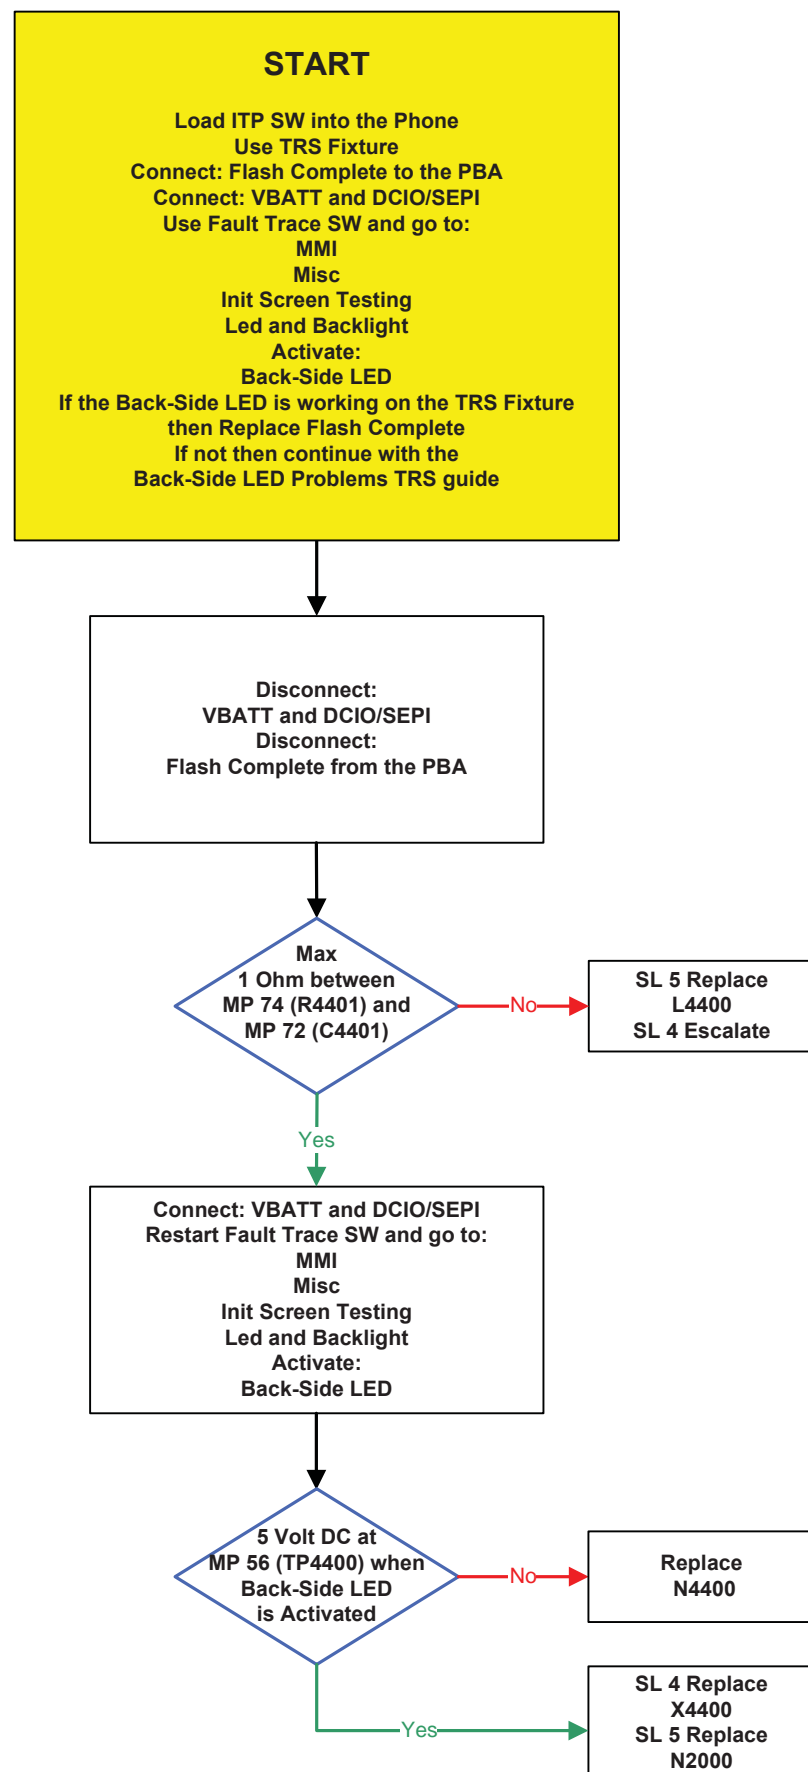 START
Load ITP SW into the Phone
Use TRS Fixture
Connect: Flash Complete to the PBA
Connect: VBATT and DCIO/SEPI
Use Fault Trace SW and go to:
MMI
Misc
Init Screen Testing
Led and Backlight
Activate:
Back-Side LED
If the Back-Side LED is working on the TRS Fixture
then Replace Flash Complete
If not then continue with the
Back-Side LED Problems TRS guide
Disconnect:
VBATT and DCIO/SEPI
Disconnect:
Flash Complete from the PBA
Max
1 Ohm between
MP 74 (R4401) and
MP 72 (C4401)
No
SL 5 Replace
L4400
SL 4 Escalate
Yes
Connect: VBATT and DCIO/SEPI
Restart Fault Trace SW and go to:
MMI
Misc
Init Screen Testing
Led and Backlight
Activate:
Back-Side LED
5 Volt DC at
MP 56 (TP4400) when
Back-Side LED
is Activated
No
Replace
N4400
Yes
SL 4 Replace
X4400
SL 5 Replace
N2000